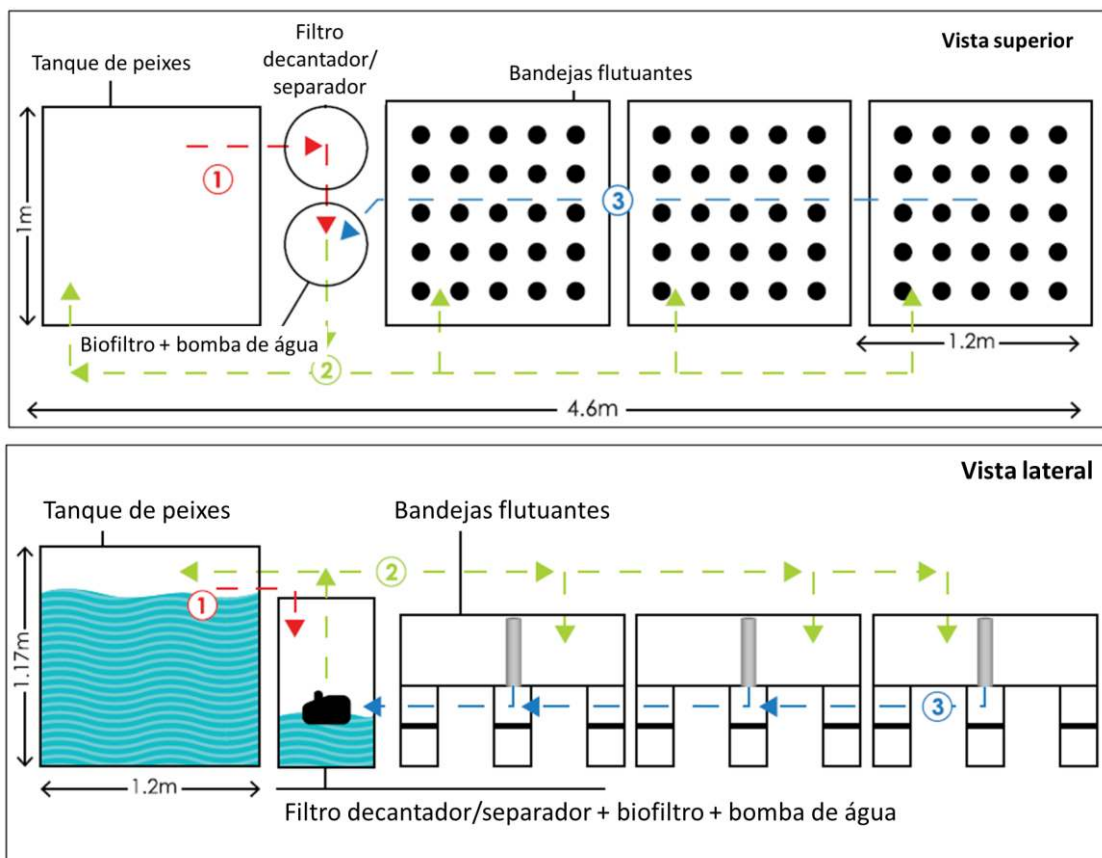 Vista superior
Filtro
decantador/
separador
Tanque de peixes
Bandejas flutuantes
1
3
1m
Biofiltro + bomba de água
2
1.2m
4.6m
Vista lateral
Tanque de peixes
Bandejas flutuantes
2
1
1.17m
3
1.2m
Filtro decantador/separador + biofiltro + bomba de água